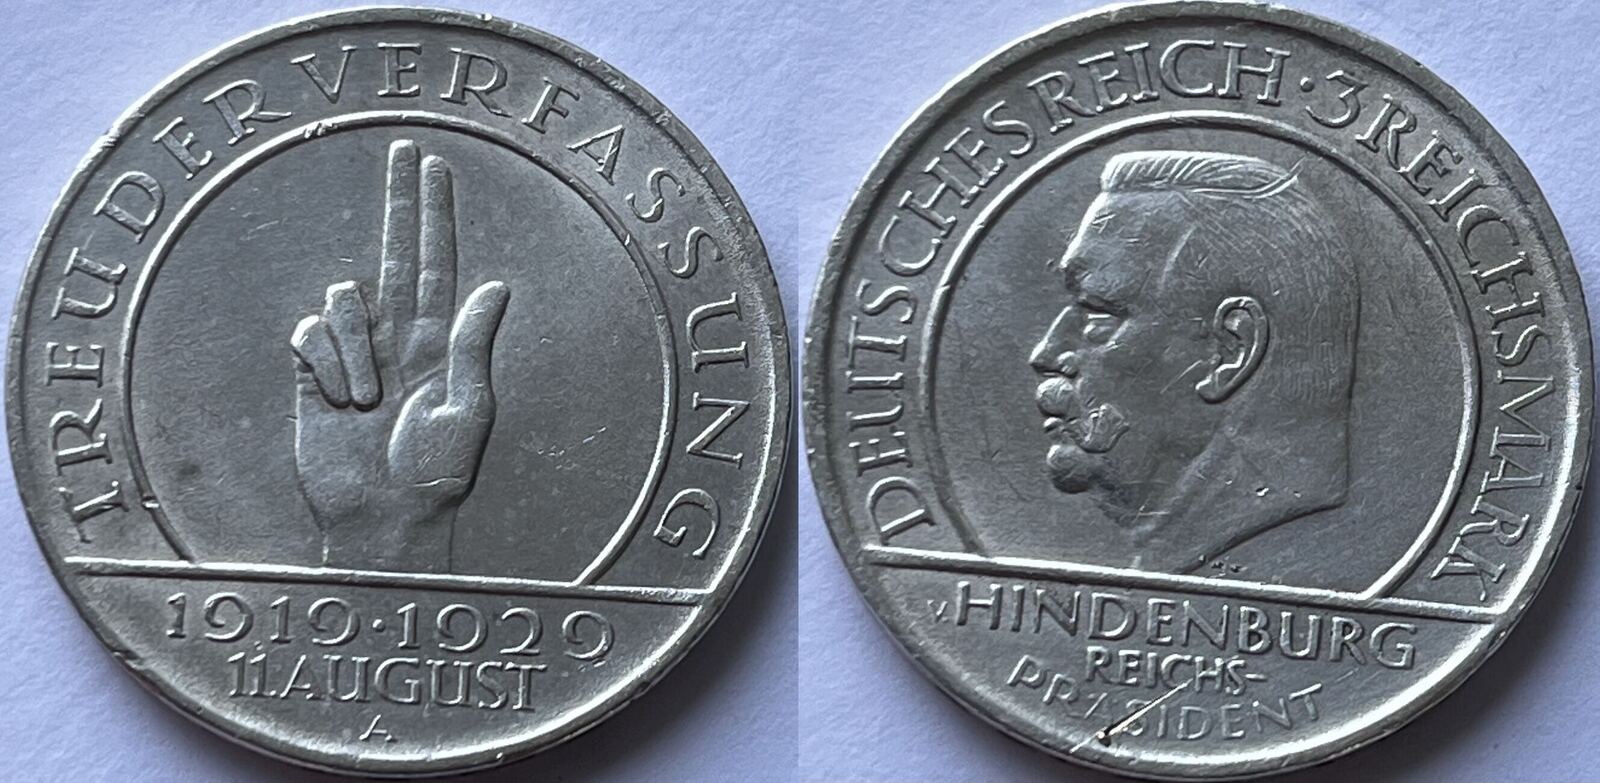 TREU DER VERFASSUNG
1919·1929
11.AUGUST
A
DEUTSCHES REICH·3 REICHSMARK
v.HINDENBURG
REICHS-
PRÄSIDENT